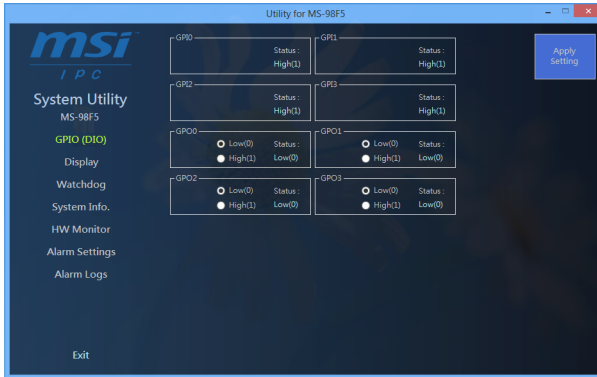 Utility for MS-98F5
msi
IPC
System Utility
MS-98F5
GPIO (DIO)
Display
Watchdog
System Info.
HW Monitor
Alarm Settings
Alarm Logs
Exit
GPI0
Status :
High(1)
GPI1
Status :
High(1)
GPI2
Status :
High(1)
GPI3
Status :
High(1)
GPO0
Low(0) Status :
High(1) Low(0)
GPO1
Low(0) Status :
High(1) Low(0)
GPO2
Low(0) Status :
High(1) Low(0)
GPO3
Low(0) Status :
High(1) Low(0)
Apply
Setting